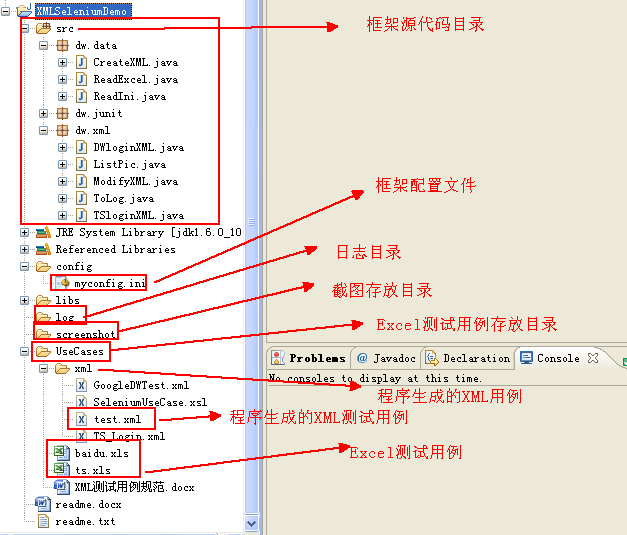 XMLSeleniumDemo
src
框架源代码目录
dw.data
CreateXML.java
ReadExcel.java
ReadIni.java
dw.junit
dw.xml
DWloginXML.java
ListPic.java
ModifyXML.java
框架配置文件
ToLog.java
TSloginXML.java
JRE System Library [jdk1.6.0_10
Referenced Libraries
日志目录
config
myconfig.ini
截图存放目录
libs
log
Excel测试用例存放目录
screenshot
UseCases
Problems @ Javadoc Declaration Console
xml
No consoles to display at this time.
GoogleDWTest.xml
程序生成的XML用例
SeleniumUseCase.xsl
test.xml
程序生成的XML测试用例
TS_Login.xml
baidu.xls
Excel测试用例
ts.xls
XML测试用例规范.docx
readme.docx
readme.txt